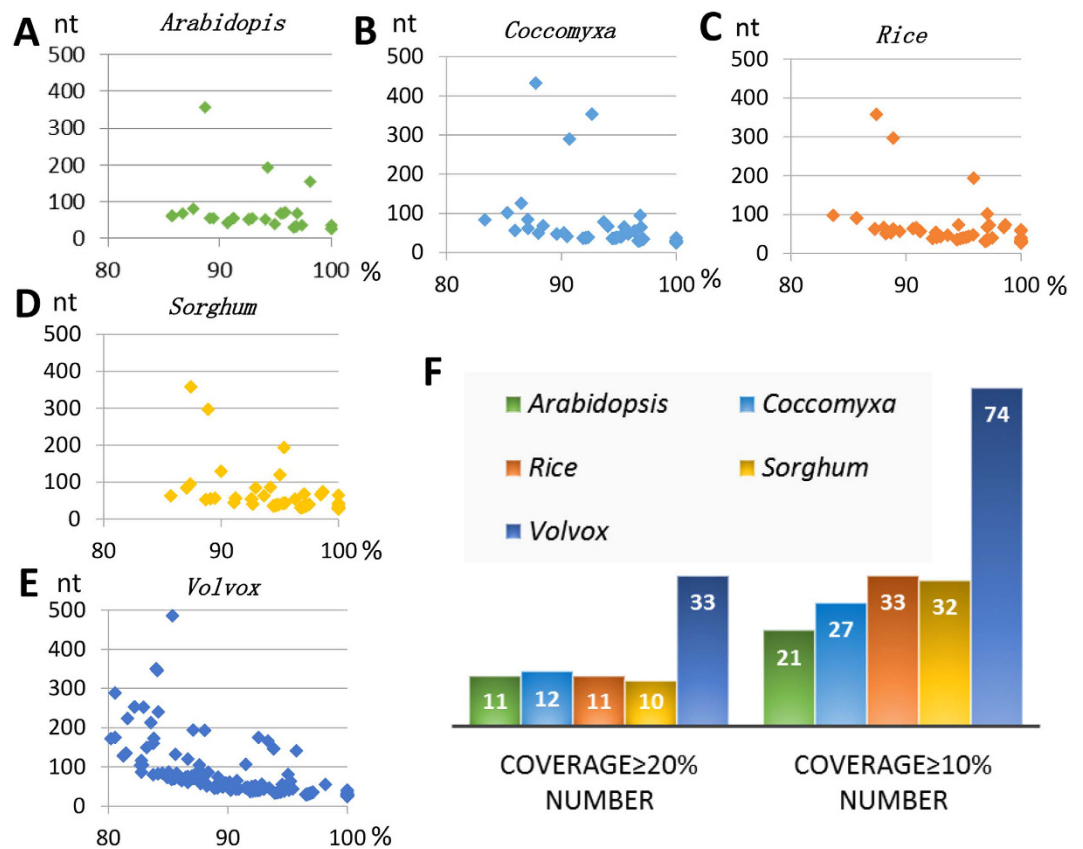 A
nt
Arabidopis
500
400
300
200
100
0
80
90
100
%
B
nt
Coccomyxa
500
400
300
200
100
0
80
90
100
%
C
nt
Rice
500
400
300
200
100
0
80
90
100
%
D
nt
Sorghum
500
400
300
200
100
0
80
90
100
%
E
nt
Volvox
500
400
300
200
100
0
80
90
100
%
F
Arabidopsis
Coccomyxa
Rice
Sorghum
Volvox
11
12
11
10
33
21
27
33
32
74
COVERAGE≥20%
NUMBER
COVERAGE≥10%
NUMBER